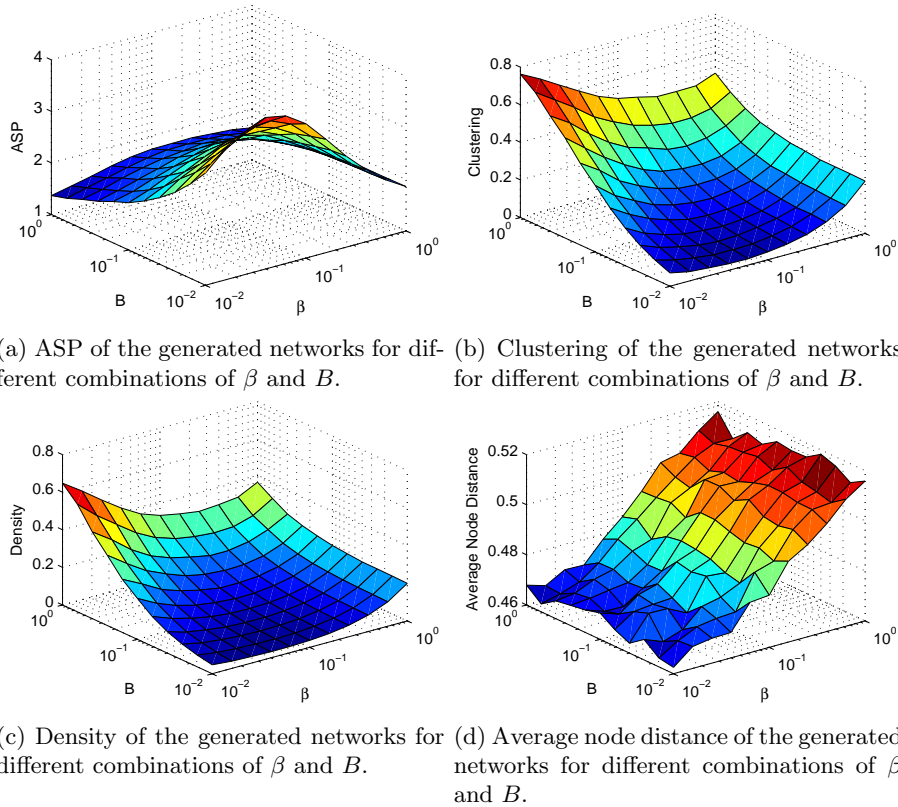 4
3
2
1
ASP
10^0
10^-1
10^-2
B
10^-2
10^-1
10^0
β
0.8
0.6
0.4
0.2
0
Clustering
10^0
10^-1
10^-2
B
10^-2
10^-1
10^0
β
(a) ASP of the generated networks for dif-
ferent combinations of β and B.
(b) Clustering of the generated networks
for different combinations of β and B.
0.8
0.6
0.4
0.2
0
Density
10^0
10^-1
10^-2
B
10^-2
10^-1
10^0
β
0.52
0.5
0.48
0.46
Average Node Distance
10^0
10^-1
10^-2
B
10^-2
10^-1
10^0
β
(c) Density of the generated networks for
different combinations of β and B.
(d) Average node distance of the generated
networks for different combinations of β
and B.